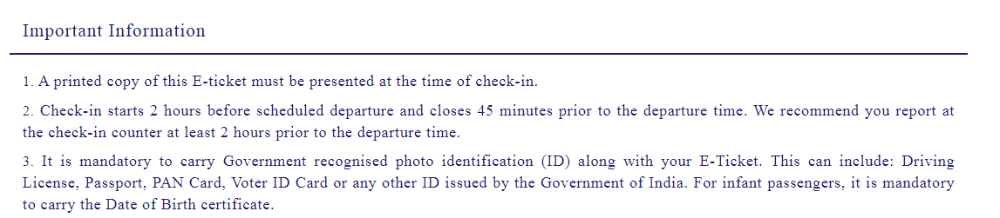 Important Information
1. A printed copy of this E-ticket must be presented at the time of check-in.
2. Check-in starts 2 hours before scheduled departure and closes 45 minutes prior to the departure time. We recommend you report at
the check-in counter at least 2 hours prior to the departure time.
3. It is mandatory to carry Government recognised photo identification (ID) along with your E-Ticket. This can include: Driving
License, Passport, PAN Card, Voter ID Card or any other ID issued by the Government of India. For infant passengers, it is mandatory
to carry the Date of Birth certificate.